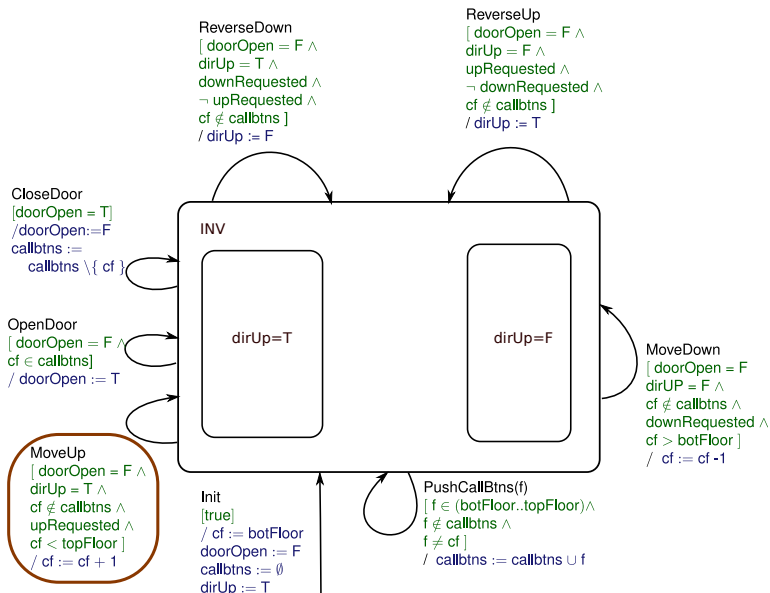 ReverseDown
[ doorOpen = F ∧
dirUp = T ∧
downRequested ∧
¬ upRequested ∧
cf ∉ callbtns ]
/ dirUp := F
ReverseUp
[ doorOpen = F ∧
dirUp = F ∧
upRequested ∧
¬ downRequested ∧
cf ∉ callbtns ]
/ dirUp := T
CloseDoor
[doorOpen = T]
/doorOpen:=F
callbtns :=
callbtns \{ cf }
INV
dirUp=T
dirUp=F
OpenDoor
[ doorOpen = F ∧
cf ∈ callbtns]
/ doorOpen := T
MoveDown
[ doorOpen = F
dirUP = F ∧
cf ∉ callbtns ∧
downRequested ∧
cf > botFloor ]
/ cf := cf -1
MoveUp
[ doorOpen = F ∧
dirUp = T ∧
cf ∉ callbtns ∧
upRequested ∧
cf < topFloor ]
/ cf := cf + 1
Init
[true]
/ cf := botFloor
doorOpen := F
callbtns := ∅
dirUp := T
PushCallBtns(f)
[ f ∈ (botFloor..topFloor)∧
f ∉ callbtns ∧
f ≠ cf ]
/ callbtns := callbtns ∪ f